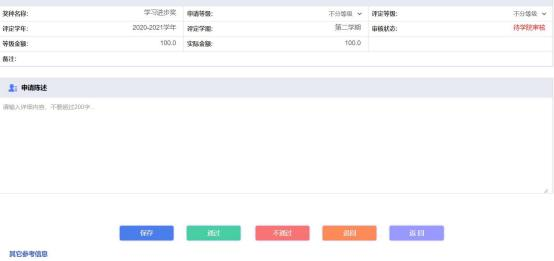 奖种名称: 学习进步奖 申请等级: 不分等级 评定等级: 不分等级
评定学年: 2020-2021学年 评定学期: 第二学期 审核状态: 待学院审核
等级金额: 100.0 实际金额: 100.0
备注:
申请陈述
请输入详细内容，不要超过200字...
保存 通过 不通过 退回 返回
其它参考信息